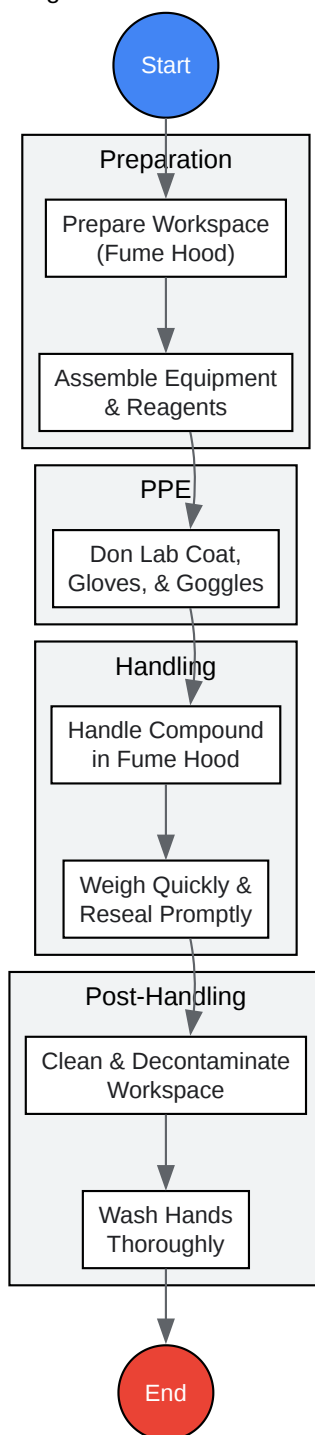 Start
Preparation
Prepare Workspace
(Fume Hood)
Assemble Equipment
& Reagents
PPE
Don Lab Coat,
Gloves, & Goggles
Handling
Handle Compound
in Fume Hood
Weigh Quickly &
Reseal Promptly
Post-Handling
Clean & Decontaminate
Workspace
Wash Hands
Thoroughly
End